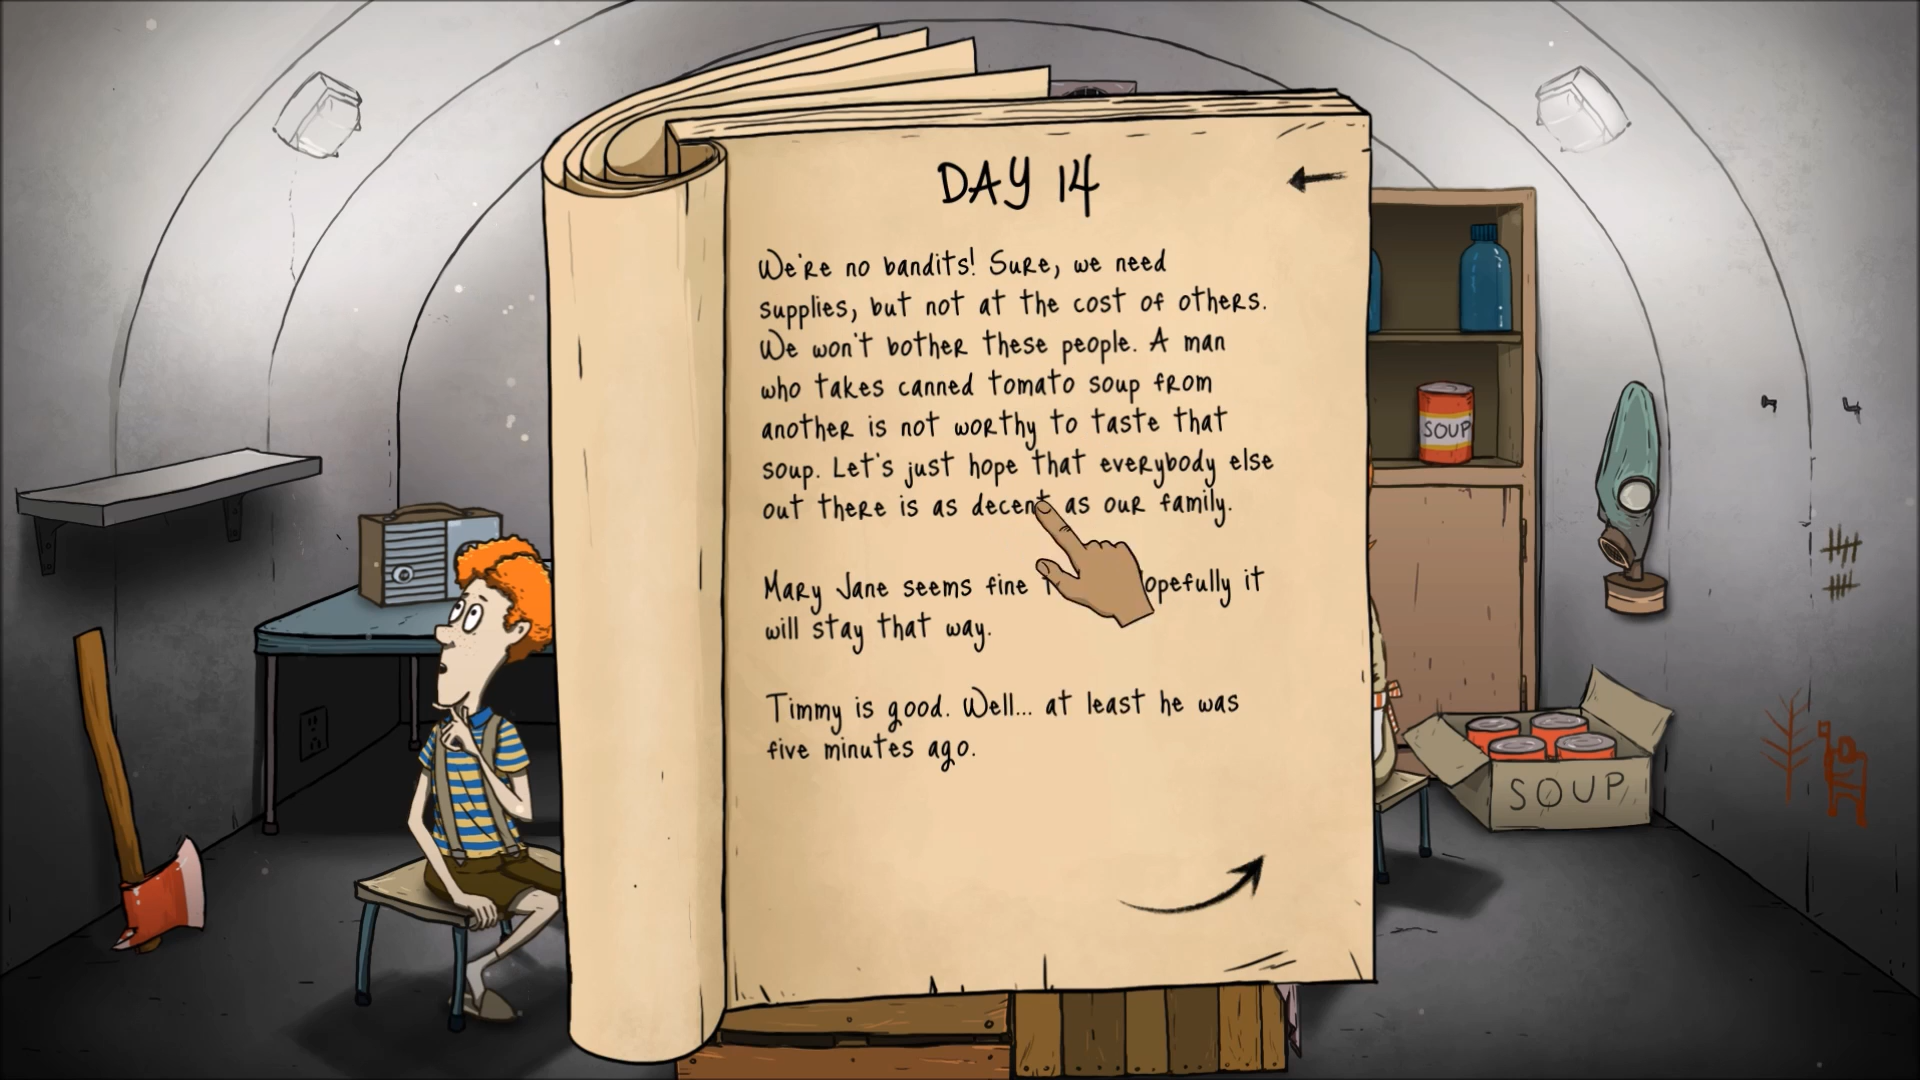 DAY 14
We're no bandits! Sure, we need
supplies, but not at the cost of others.
We won't bother these people. A man
who takes canned tomato soup from
another is not worthy to taste that
soup. Let's just hope that everybody else
out there is as decent as our family.
Mary Jane seems fine opefully it
will stay that way.
Timmy is good. Well... at least he was
five minutes ago.
SOUP
SOUP